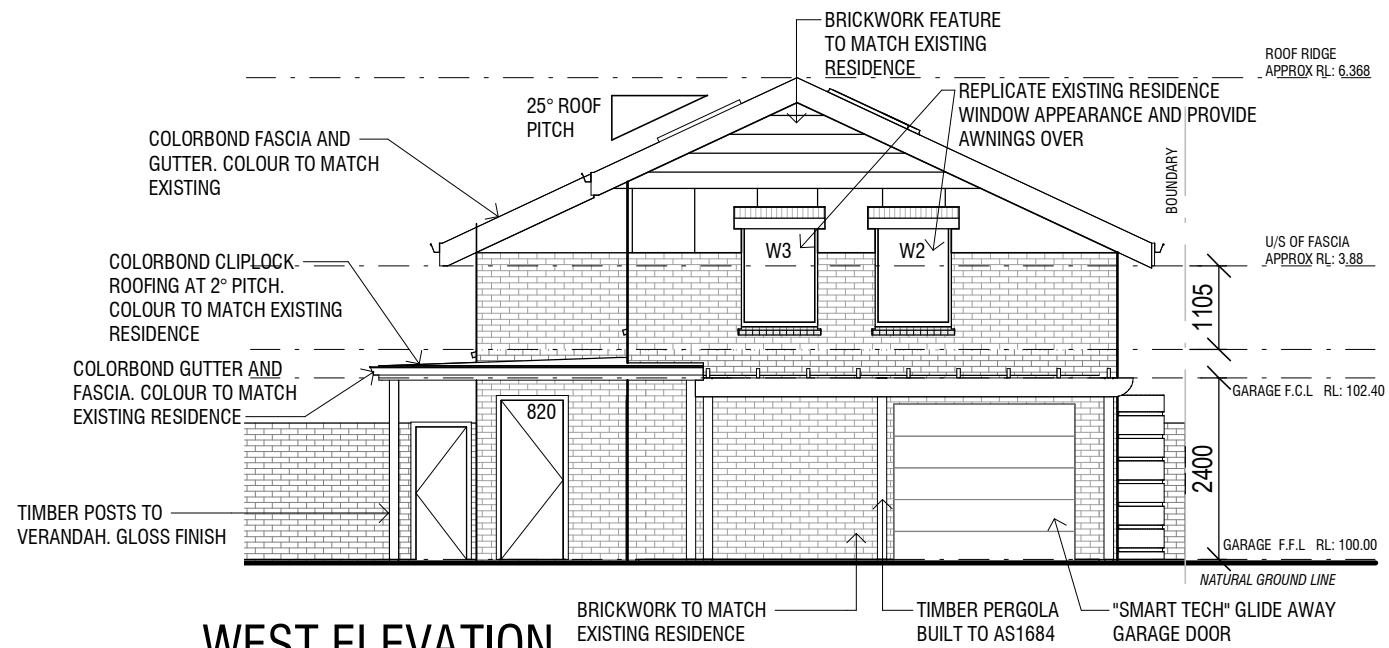 BRICKWORK FEATURE
TO MATCH EXISTING
RESIDENCE
ROOF RIDGE
APPROX RL: 6.368
25° ROOF
PITCH
REPLICATE EXISTING RESIDENCE
WINDOW APPEARANCE AND PROVIDE
AWNINGS OVER
COLORBOND FASCIA AND
GUTTER. COLOUR TO MATCH
EXISTING
BOUNDARY
W3
W2
U/S OF FASCIA
APPROX RL: 3.88
COLORBOND CLIPLOCK
ROOFING AT 2° PITCH.
COLOUR TO MATCH EXISTING
RESIDENCE
1105
COLORBOND GUTTER AND
FASCIA. COLOUR TO MATCH
EXISTING RESIDENCE
GARAGE F.C.L RL: 102.40
820
2400
TIMBER POSTS TO
VERANDAH. GLOSS FINISH
GARAGE F.F.L RL: 100.00
NATURAL GROUND LINE
BRICKWORK TO MATCH
EXISTING RESIDENCE
TIMBER PERGOLA
BUILT TO AS1684
"SMART TECH" GLIDE AWAY
GARAGE DOOR
WEST ELEVATION